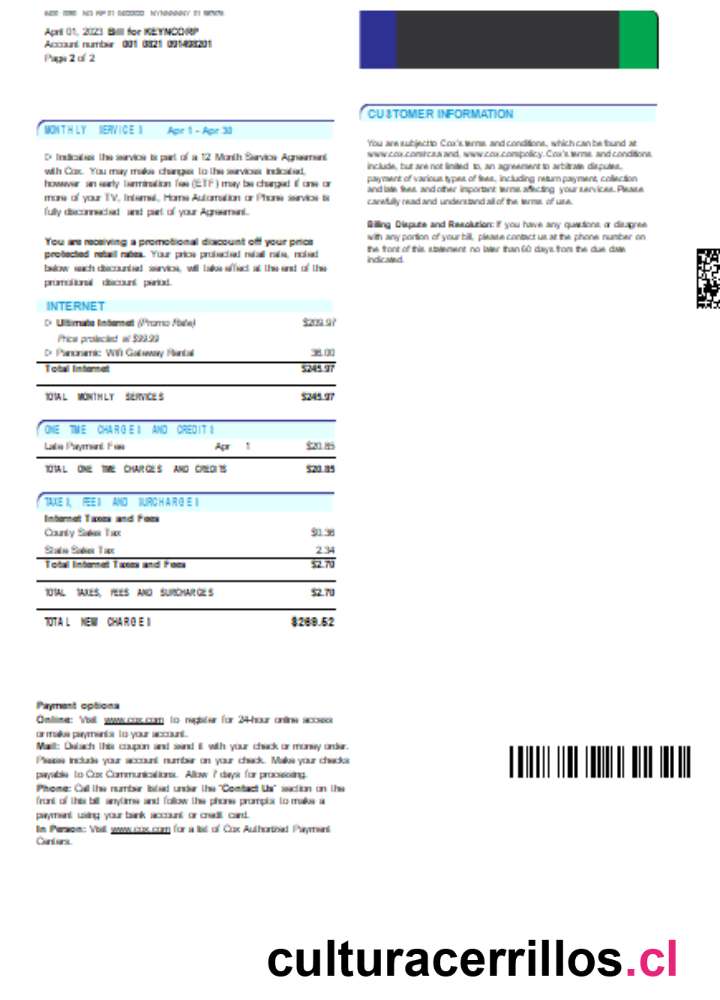 April 01, 2023 Bill for KEYNCORP
Account number 001 0821 091498201
Page 2 of 2
MONTHLY SERVICES Apr 1 - Apr 30
▷ Indicates the service is part of a 12 Month Service Agreement
with Cox. You may make changes to the services indicated,
however an early termination fee (ETF) may be charged if one or
more of your TV, Internet, Home Automation or Phone service is
fully disconnected and part of your Agreement.
You are receiving a promotional discount off your price
protected retail rates. Your price protected retail rate, noted
below each discounted service, will take effect at the end of the
promotional discount period.
INTERNET
▷ Ultimate Internet (Promo Rate) $209.97
Price protected at $99.99
▷ Panoramic Wifi Gateway Rental 36.00
Total Internet $245.97
TOTAL MONTHLY SERVICES $245.97
ONE TIME CHARGES AND CREDITS
Late Payment Fee Apr 1 $20.85
TOTAL ONE TIME CHARGES AND CREDITS $20.85
TAXES, FEES AND SURCHARGES
Internet Taxes and Fees
County Sales Tax $0.36
State Sales Tax 2.34
Total Internet Taxes and Fees $2.70
TOTAL TAXES, FEES AND SURCHARGES $2.70
TOTAL NEW CHARGES $269.52
Payment options
Online: Visit www.cox.com to register for 24-hour online access
or make payments to your account.
Mail: Detach this coupon and send it with your check or money order.
Please include your account number on your check. Make your checks
payable to Cox Communications. Allow 7 days for processing.
Phone: Call the number listed under the "Contact Us" section on the
front of this bill anytime and follow the phone prompts to make a
payment using your bank account or credit card.
In Person: Visit www.cox.com for a list of Cox Authorized Payment
Centers.
CUSTOMER INFORMATION
You are subject to Cox's terms and conditions, which can be found at
www.cox.com/rcsa and, www.cox.com/policy. Cox's terms and conditions
include, but are not limited to, an agreement to arbitrate disputes,
payment of various types of fees, including return payment, collection
and late fees and other important terms affecting your services. Please
carefully read and understand all of the terms of use.
Billing Dispute and Resolution: If you have any questions or disagree
with any portion of your bill, please contact us at the phone number on
the front of this statement no later than 60 days from the due date
indicated.
culturacerrillos.cl